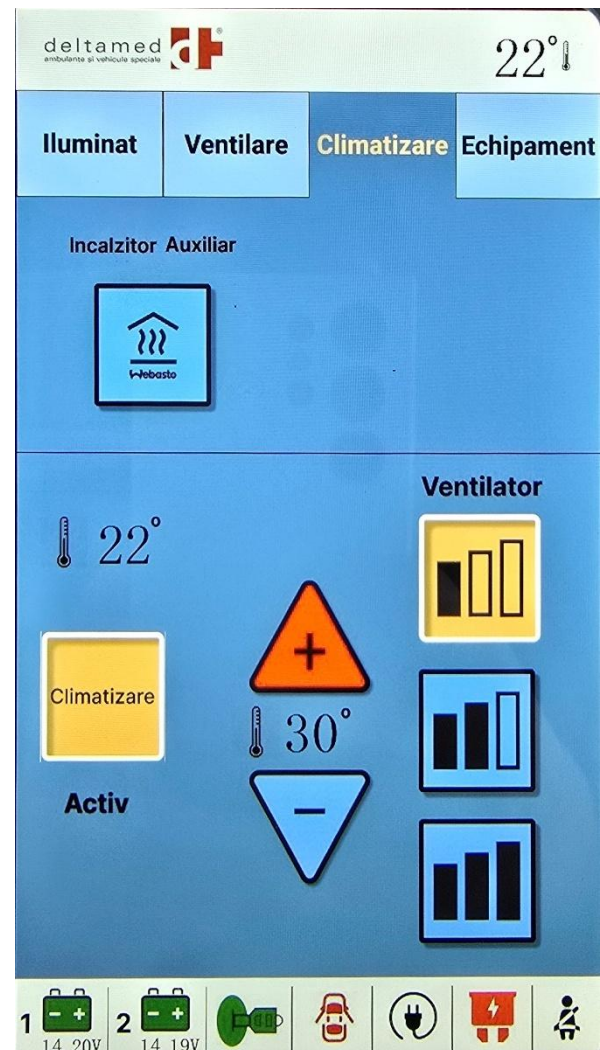 deltamed
ambulante și vehicule speciale
22°
Iluminat
Ventilare
Climatizare
Echipament
Incalzitor Auxiliar
Webasto
Ventilator
22°
+
Climatizare
30°
Activ
−
1
- +
14 20V
2
- +
14 19V